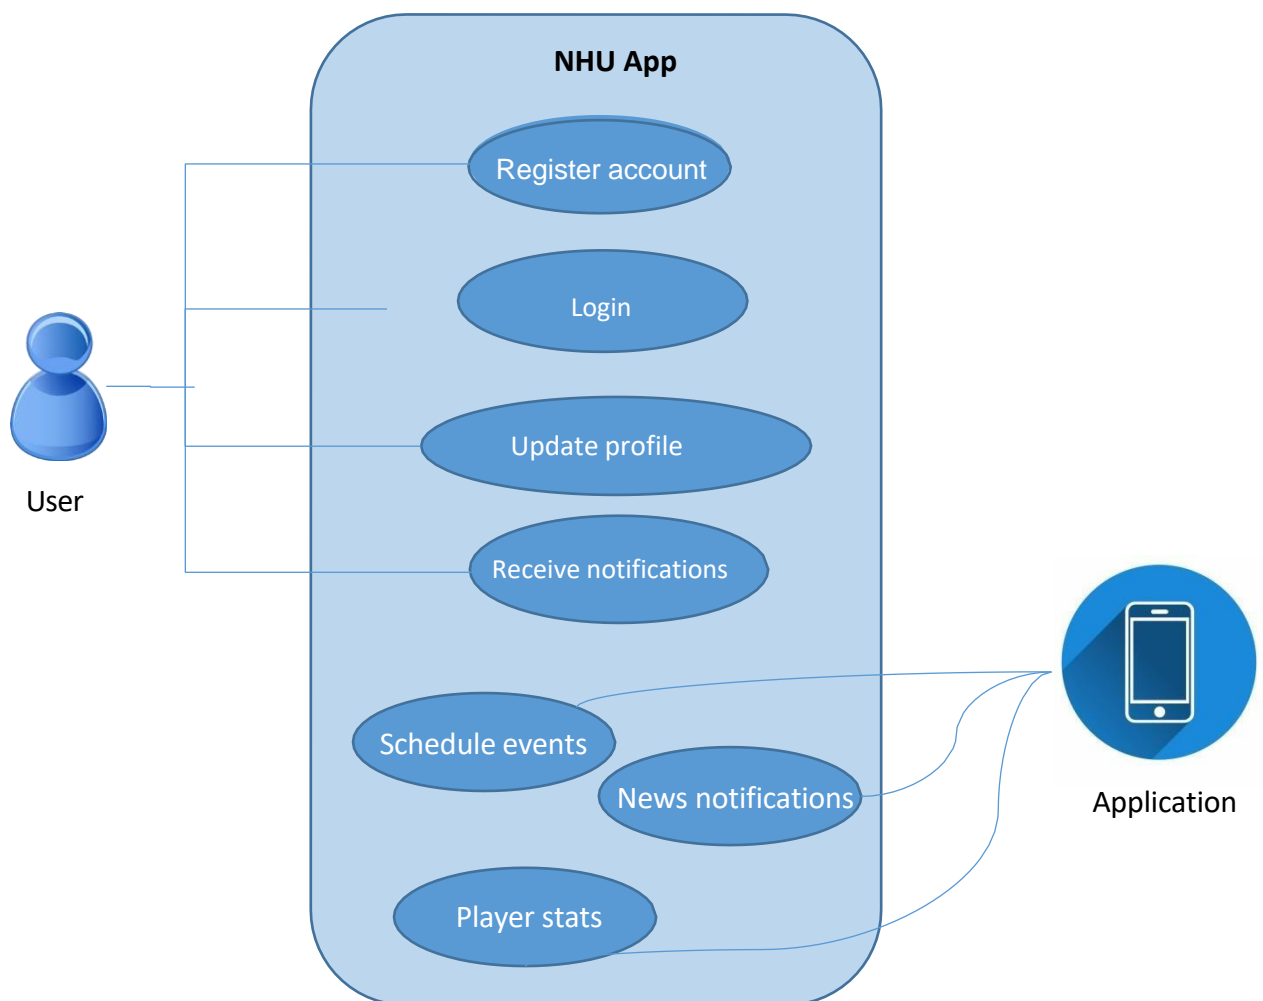 NHU App
Register account
Login
Update profile
User
Receive notifications
Schedule events
News notifications
Application
Player stats